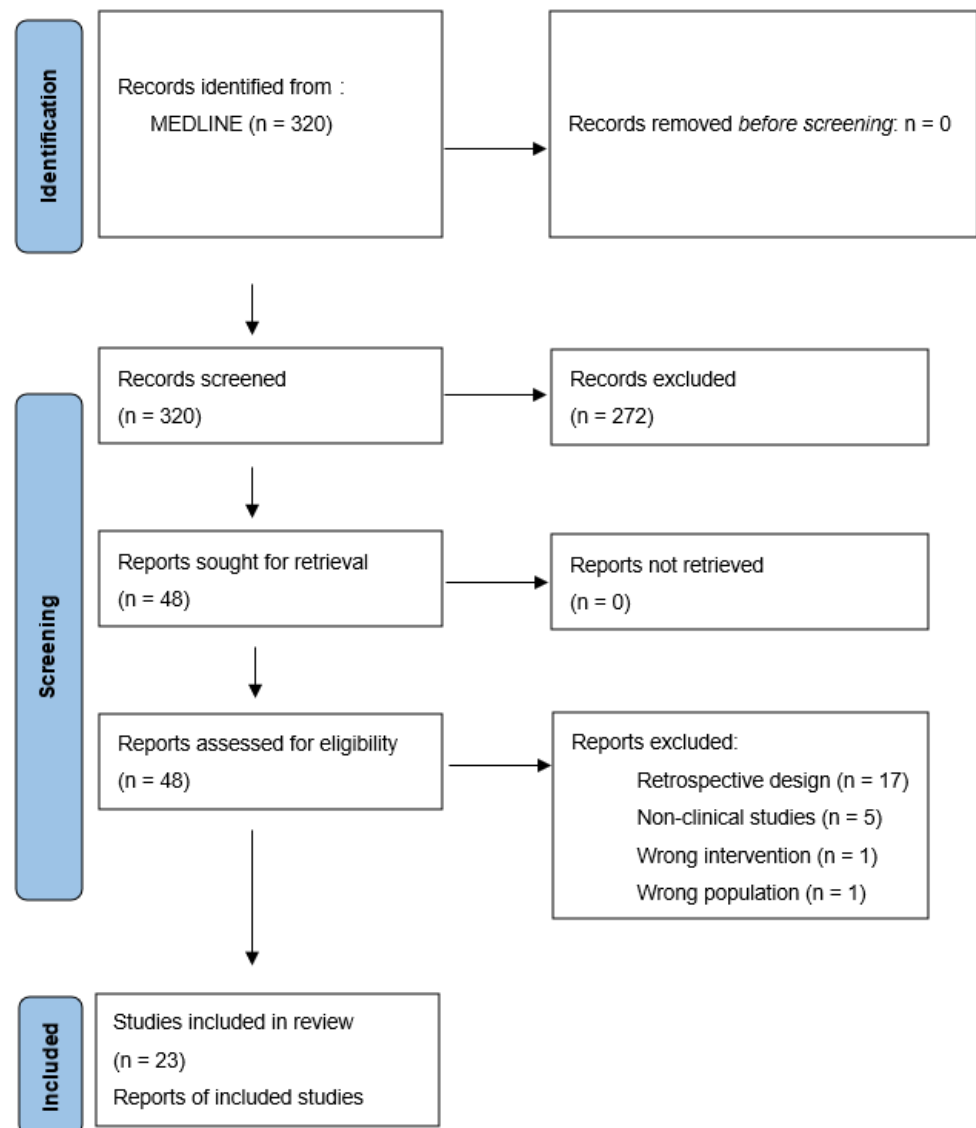 Identification
Records identified from :
MEDLINE (n = 320)
Records removed before screening: n = 0
Screening
Records screened
(n = 320)
Records excluded
(n = 272)
Reports sought for retrieval
(n = 48)
Reports not retrieved
(n = 0)
Reports assessed for eligibility
(n = 48)
Reports excluded:
Retrospective design (n = 17)
Non-clinical studies (n = 5)
Wrong intervention (n = 1)
Wrong population (n = 1)
Included
Studies included in review
(n = 23)
Reports of included studies